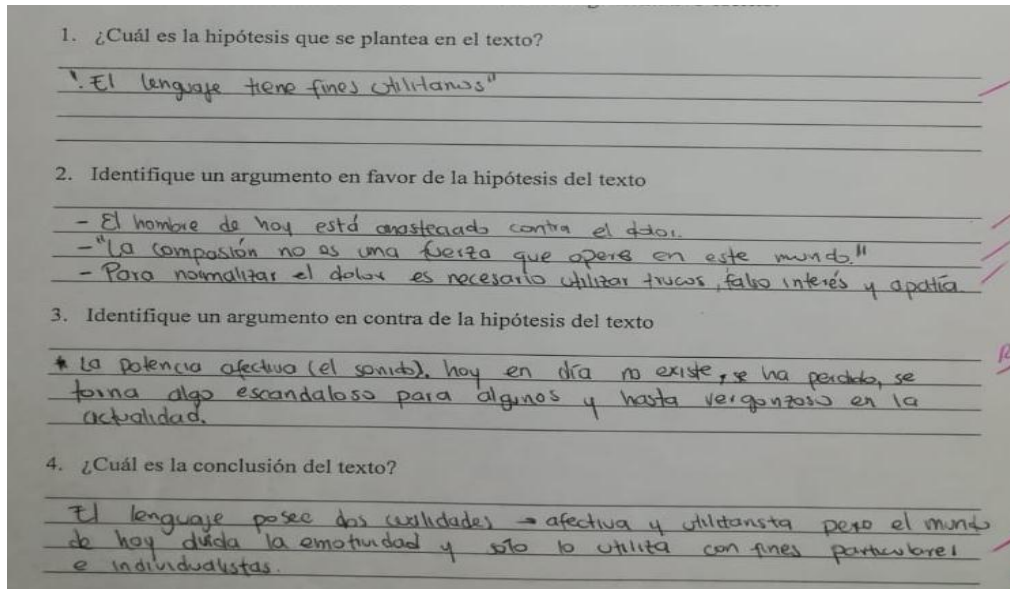 1. ¿Cuál es la hipótesis que se plantea en el texto?
"El lenguaje tiene fines utilitarios"
2. Identifique un argumento en favor de la hipótesis del texto
- El hombre de hoy está anastesiado contra el dolor.
- "La compasión no es una fuerza que opera en este mundo."
- Para normalizar el dolor es necesario utilizar trucos, falso interés y apatía.
3. Identifique un argumento en contra de la hipótesis del texto
* La potencia afectiva (el sonido). hoy en día no existe, se ha perdido, se
torna algo escandaloso para algunos y hasta vergonzoso en la
actualidad.
4. ¿Cuál es la conclusión del texto?
El lenguaje posee dos cualidades → afectiva y utilitarista pero el mundo
de hoy la emotividad y sólo lo utiliza con fines particulares
e individualistas.